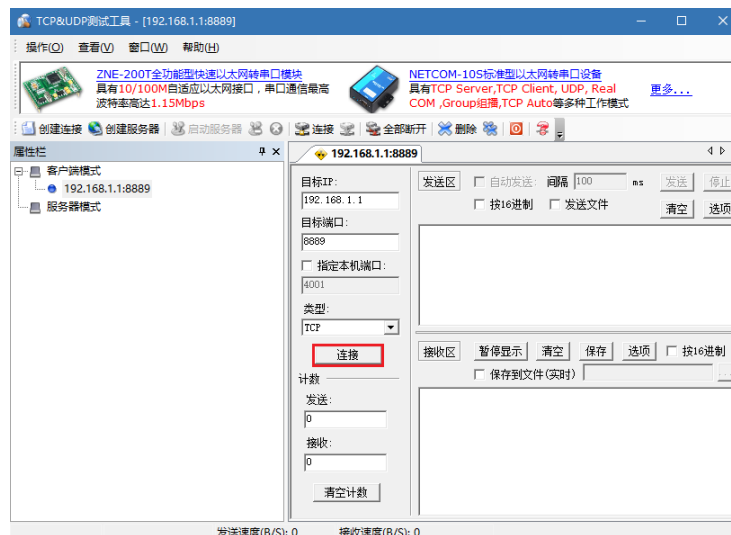 TCP&UDP测试工具 - [192.168.1.1:8889]
操作(O) 查看(V) 窗口(W) 帮助(H)
ZNE-200T全功能型快速以太网转串口模块
具有10/100M自适应以太网接口，串口通信最高
波特率高达1.15Mbps
NETCOM-10S标准型以太网转串口设备
具有TCP Server,TCP Client, UDP, Real
COM ,Group组播,TCP Auto等多种工作模式
更多...
创建连接 创建服务器 启动服务器 连接 全部断开 删除
属性栏
客户端模式
192.168.1.1:8889
服务器模式
192.168.1.1:8889
目标IP:
192.168.1.1
目标端口:
8889
指定本机端口:
4001
类型:
TCP
连接
计数
发送:
0
接收:
0
清空计数
发送区 自动发送: 间隔 100 ms 发送 停止
按16进制 发送文件 清空 选项
接收区 暂停显示 清空 保存 选项 按16进制
保存到文件(实时)
发送速度(B/S): 0 接收速度(B/S): 0